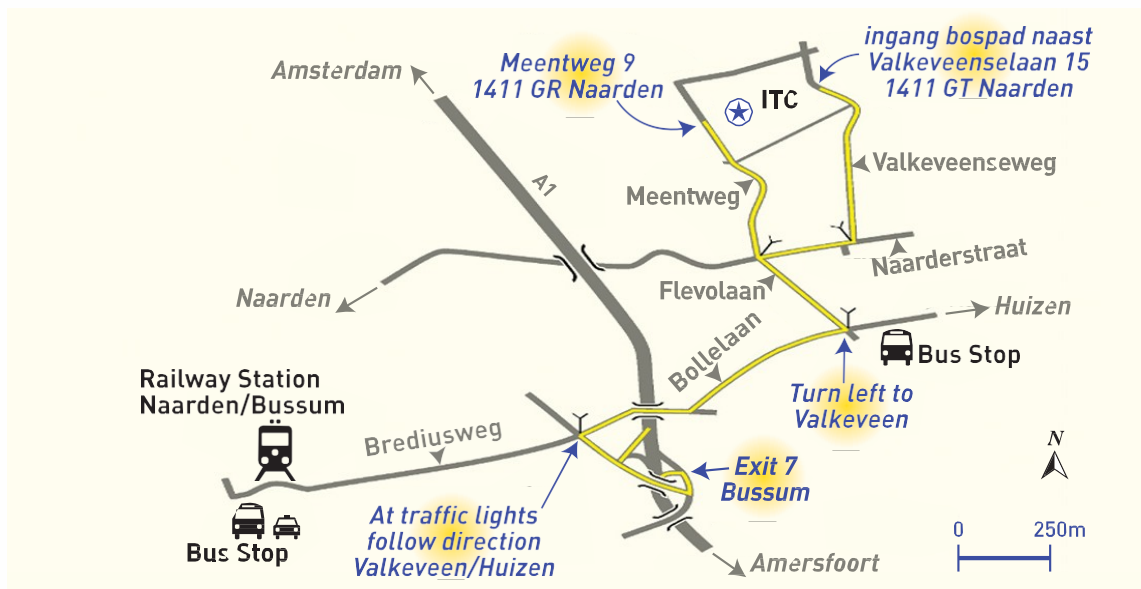 Amsterdam
Meentweg 9
1411 GR Naarden
ingang bospad naast
Valkeveenselaan 15
1411 GT Naarden
ITC
A1
Meentweg
Valkeveenseweg
Naarderstraat
Naarden
Flevolaan
Huizen
Bollelaan
Bus Stop
Turn left to
Valkeveen
Railway Station
Naarden/Bussum
Brediusweg
Exit 7
Bussum
N
At traffic lights
follow direction
Valkeveen/Huizen
Bus Stop
Amersfoort
0 250m